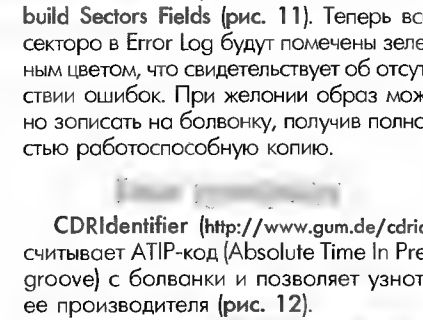 build Sectors Fields (рис. 11). Теперь вс
секторо в Error Log будут помечены зеле
ным цветом, что свидетельствует об отсут
ствии ошибок. При желонии образ мож
но зописать на болвонку, получив полно
стью роботоспособную копию.
CDRIdentifier (http://www.gum.de/cdric
считывает ATIP-код (Absolute Time In Pre
groove) с болванки и позволяет узнот
ее производителя (рис. 12).